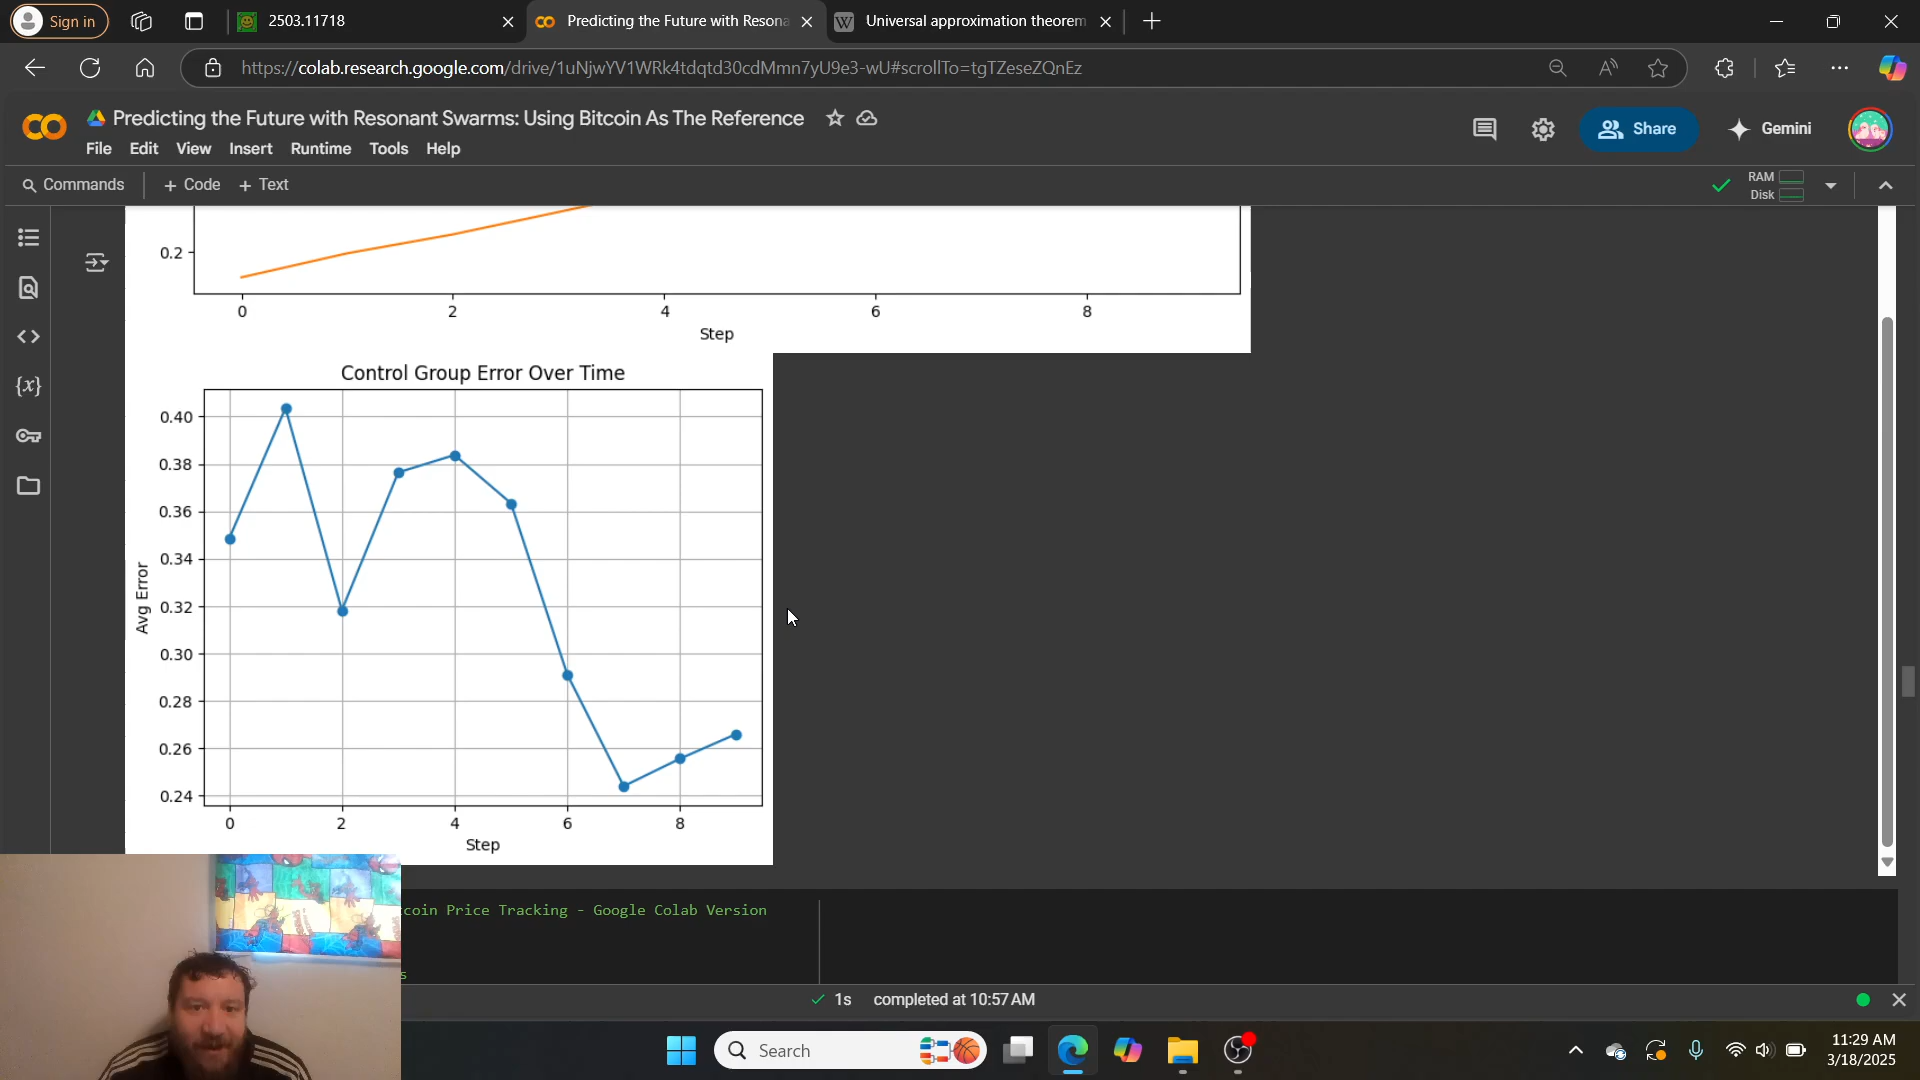 Sign in
2503.11718
Predicting the Future with Resona
Universal approximation theorem
https://colab.research.google.com/drive/1uNjwYV1WRk4tdqtd30cdMmn7yU9e3-wU#scrollTo=tgTZeseZQnEz
Predicting the Future with Resonant Swarms: Using Bitcoin As The Reference
File Edit View Insert Runtime Tools Help
Share
Gemini
Commands + Code + Text
RAM
Disk
0.2
0 2 4 6 8
Step
Control Group Error Over Time
0.40
0.38
0.36
0.34
0.32
0.30
0.28
0.26
0.24
Avg Error
0 2 4 6 8
Step
coin Price Tracking - Google Colab Version
s
1s completed at 10:57 AM
Search
11:29 AM
3/18/2025